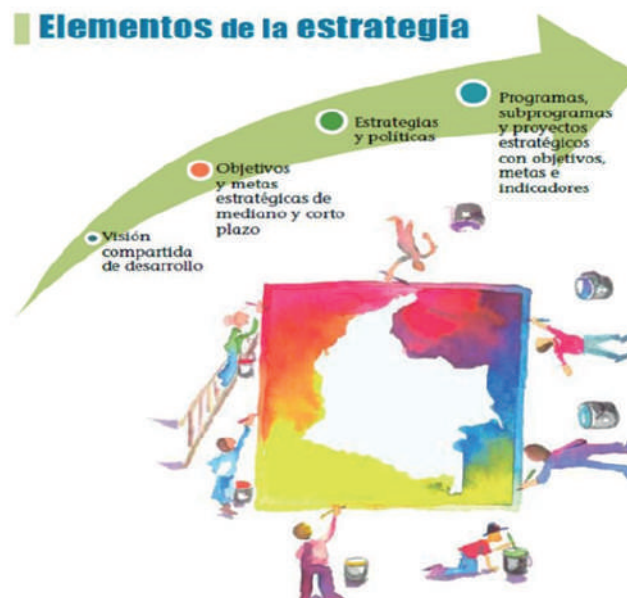 Elementos de la estrategia
Programas,
subprogramas
y proyectos
estratégicos
con objetivos,
metas e
indicadores
Estrategias
y políticas
Objetivos
y metas
estratégicas de
mediano y corto
plazo
Visión
compartida
de desarrollo